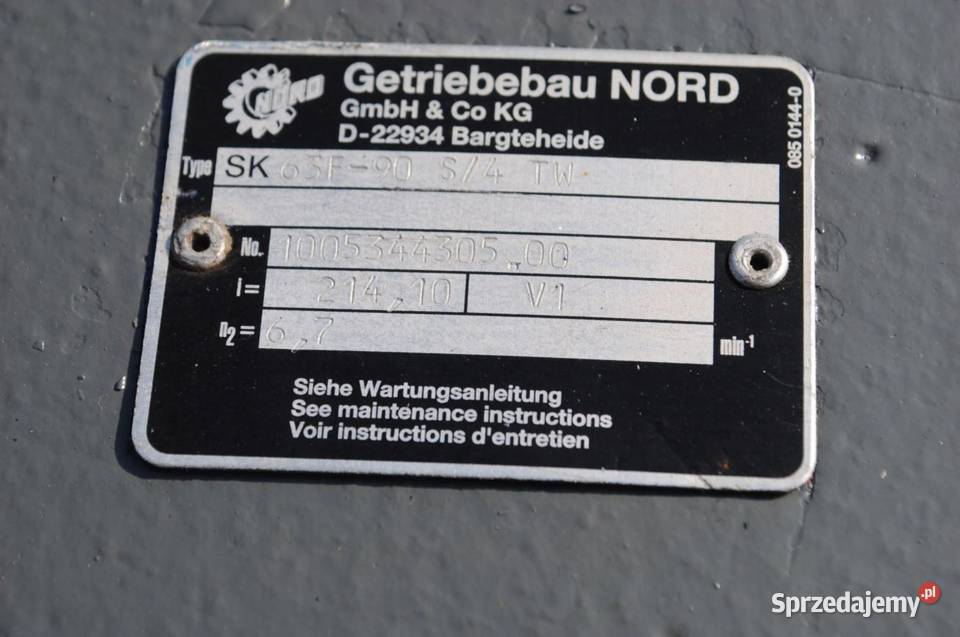 NORD
Getriebebau NORD
GmbH & Co KG
D-22934 Bargteheide
085 0144-0
Type SK 63F-90 S/4 TW
No. 1005344305.00
i= 214,10 V1
n2= 6,7 min-1
Siehe Wartungsanleitung
See maintenance instructions
Voir instructions d'entretien
Sprzedajemy.pl